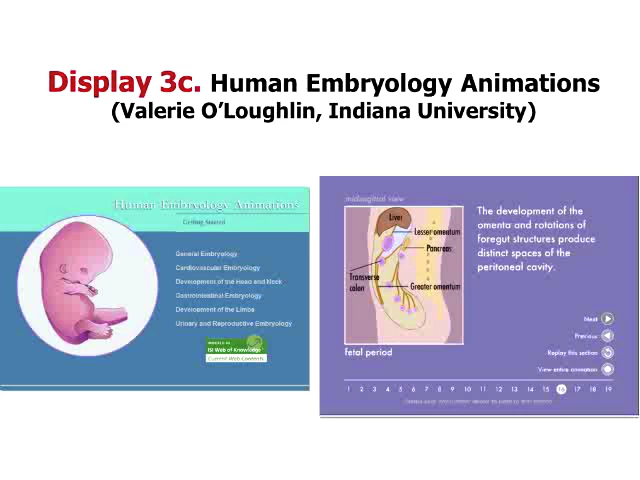 Display 3c. Human Embryology Animations
(Valerie O’Loughlin, Indiana University)
Human Embryology Animations
Getting Started
General Embryology
Cardiovascular Embryology
Development of the Head and Neck
Gastrointestinal Embryology
Development of the Limbs
Urinary and Reproductive Embryology
ISI Web of Knowledge
Current Web Contents
midsagittal view
Liver
Lesser omentum
Pancreas
Transverse
colon
Greater omentum
fetal period
The development of the
omenta and rotations of
foregut structures produce
distinct spaces of the
peritoneal cavity.
Next
Previous
Replay this section
View entire animation
1 2 3 4 5 6 7 8 9 10 11 12 13 14 15 16 17 18 19